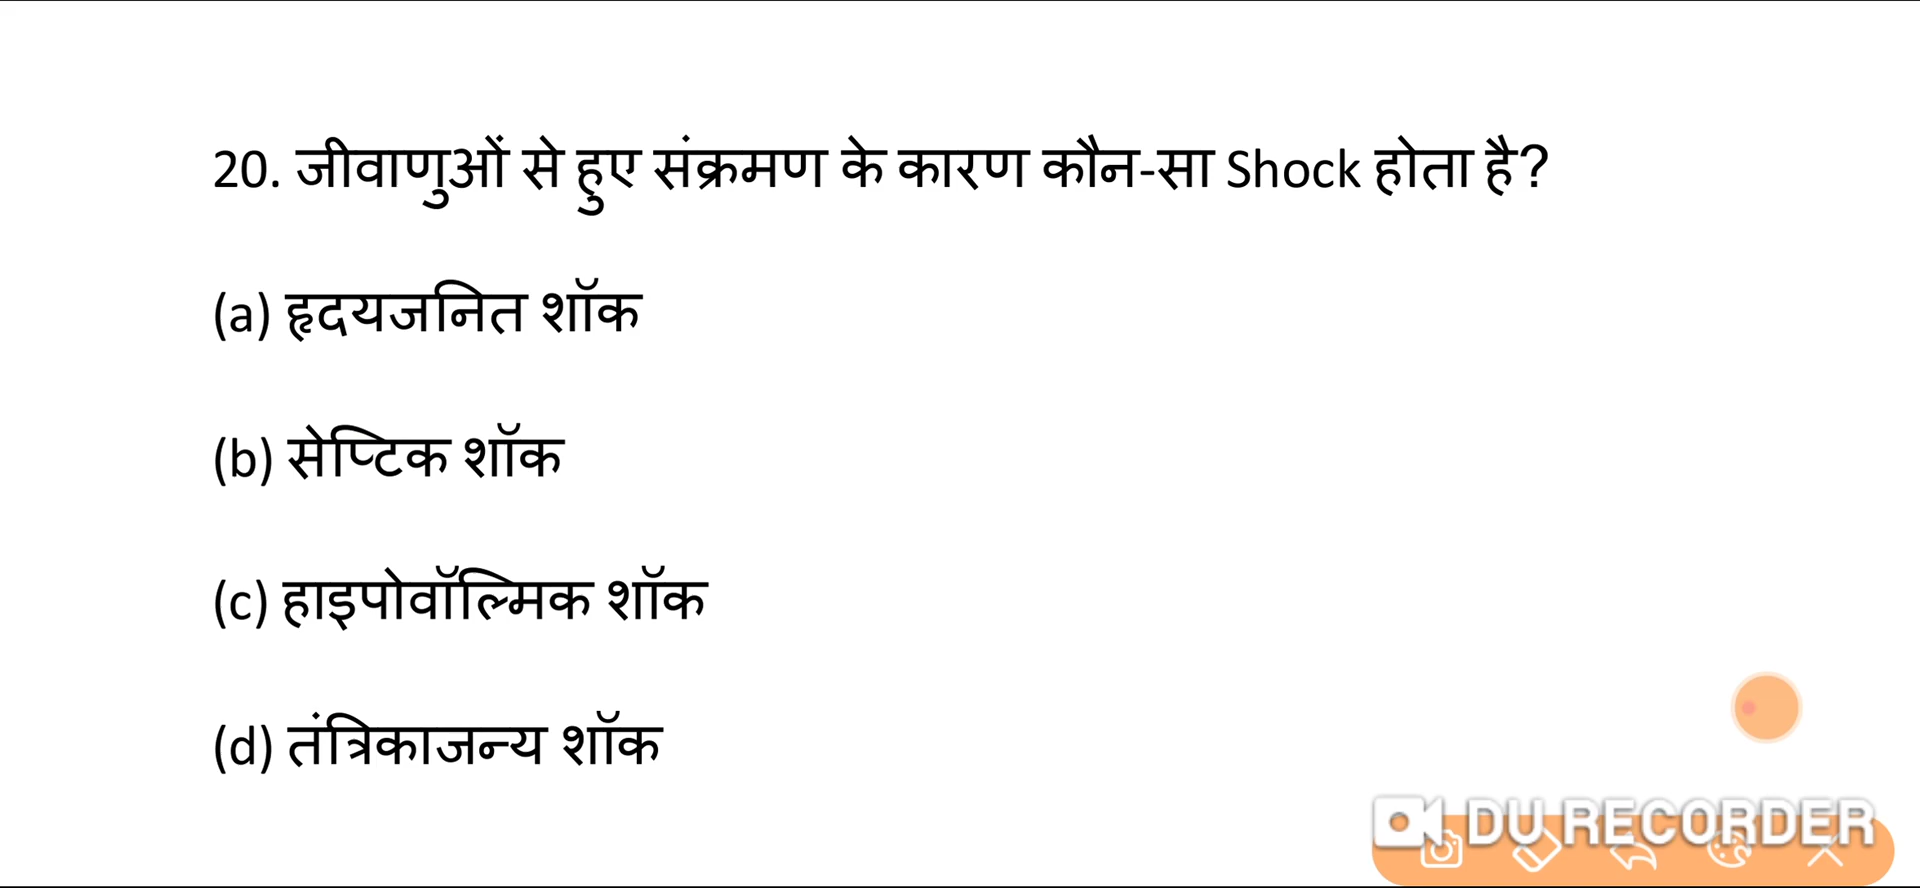 20. जीवाणुओं से हुए संक्रमण के कारण कौन-सा Shock होता है?
(a) हृदयजनित शॉक
(b) सेप्टिक शॉक
(c) हाइपोवॉल्मिक शॉक
(d) तंत्रिकाजन्य शॉक
DU RECORDER